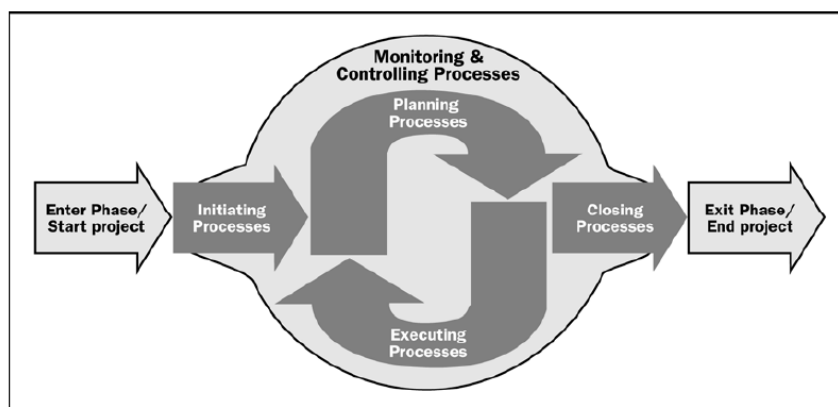 Monitoring &
Controlling Processes
Planning
Processes
Enter Phase/
Start project
Initiating
Processes
Closing
Processes
Exit Phase/
End project
Executing
Processes